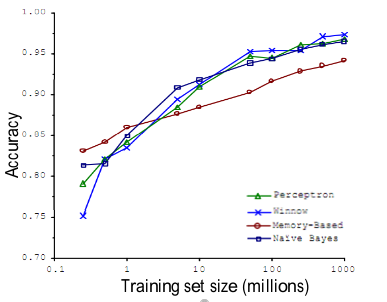 1.00
0.95
0.90
0.85
0.80
0.75
0.70
Accuracy
Perceptron
Winnow
Memory-Based
Naïve Bayes
0.1 1 10 100 1000
Training set size (millions)